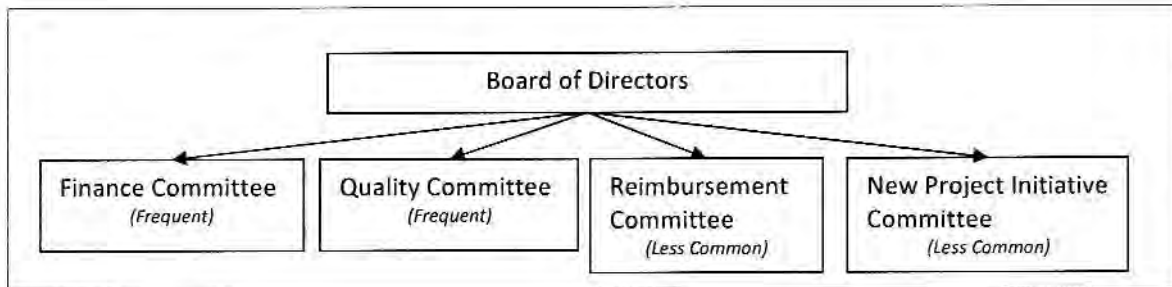 Board of Directors
Finance Committee
(Frequent)
Quality Committee
(Frequent)
Reimbursement
Committee
(Less Common)
New Project Initiative
Committee
(Less Common)